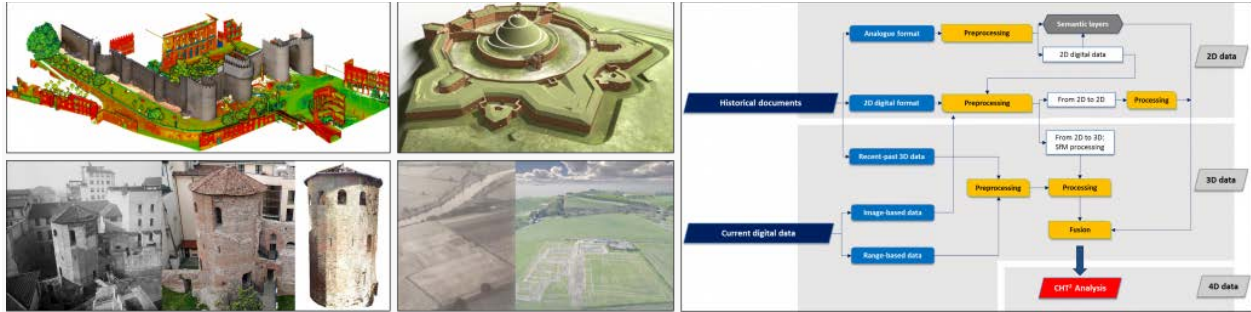 Semantic layers
Analogue format
Preprocessing
2D digital data
2D data
Historical documents
2D digital format
Preprocessing
From 2D to 2D
Processing
From 2D to 3D:
SfM processing
Recent-past 3D data
Preprocessing
Processing
3D data
Image-based data
Current digital data
Fusion
Range-based data
CHT² Analysis
4D data